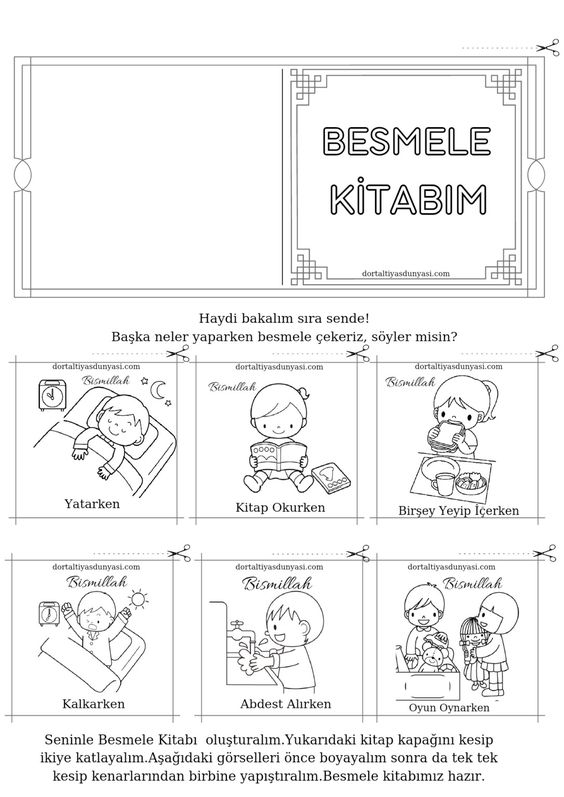 BESMELE
KİTABIM
dortaltiyasdunyasi.com
Haydi bakalım sıra sende!
Başka neler yaparken besmele çekeriz, söyler misin?
dortaltiyasdunyasi.com
Bismillah
Yatarken
dortaltiyasdunyasi.com
Bismillah
Kitap Okurken
dortaltiyasdunyasi.com
Bismillah
Birşey Yeyip İçerken
dortaltiyasdunyasi.com
Bismillah
Kalkarken
dortaltiyasdunyasi.com
Bismillah
Abdest Alırken
dortaltiyasdunyasi.com
Bismillah
Oyun Oynarken
Seninle Besmele Kitabı oluşturalım.Yukarıdaki kitap kapağını kesip
ikiye katlayalım.Aşağıdaki görselleri önce boyayalım sonra da tek tek
kesip kenarlarından birbine yapıştıralım.Besmele kitabımız hazır.